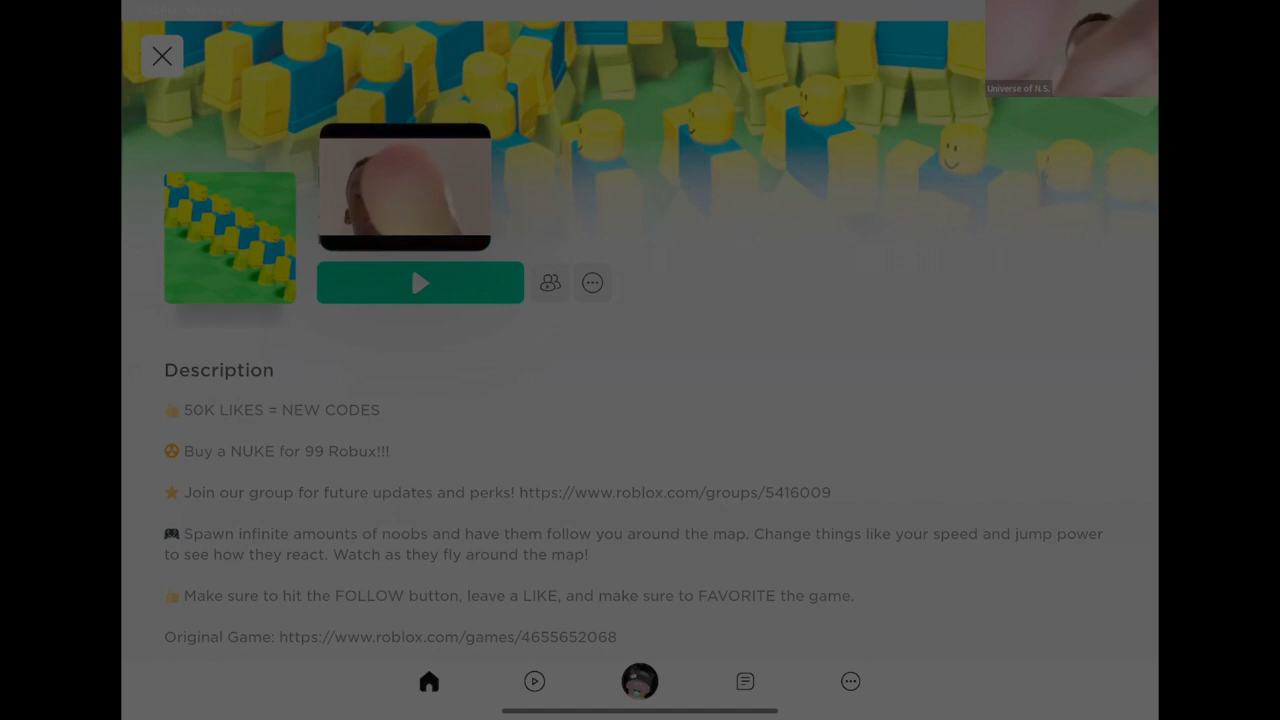 Universe of N.S.
Description
👍 50K LIKES = NEW CODES
☢ Buy a NUKE for 99 Robux!!!
⭐ Join our group for future updates and perks! https://www.roblox.com/groups/5416009
🎮 Spawn infinite amounts of noobs and have them follow you around the map. Change things like your speed and jump power
to see how they react. Watch as they fly around the map!
👍 Make sure to hit the FOLLOW button, leave a LIKE, and make sure to FAVORITE the game.
Original Game: https://www.roblox.com/games/4655652068